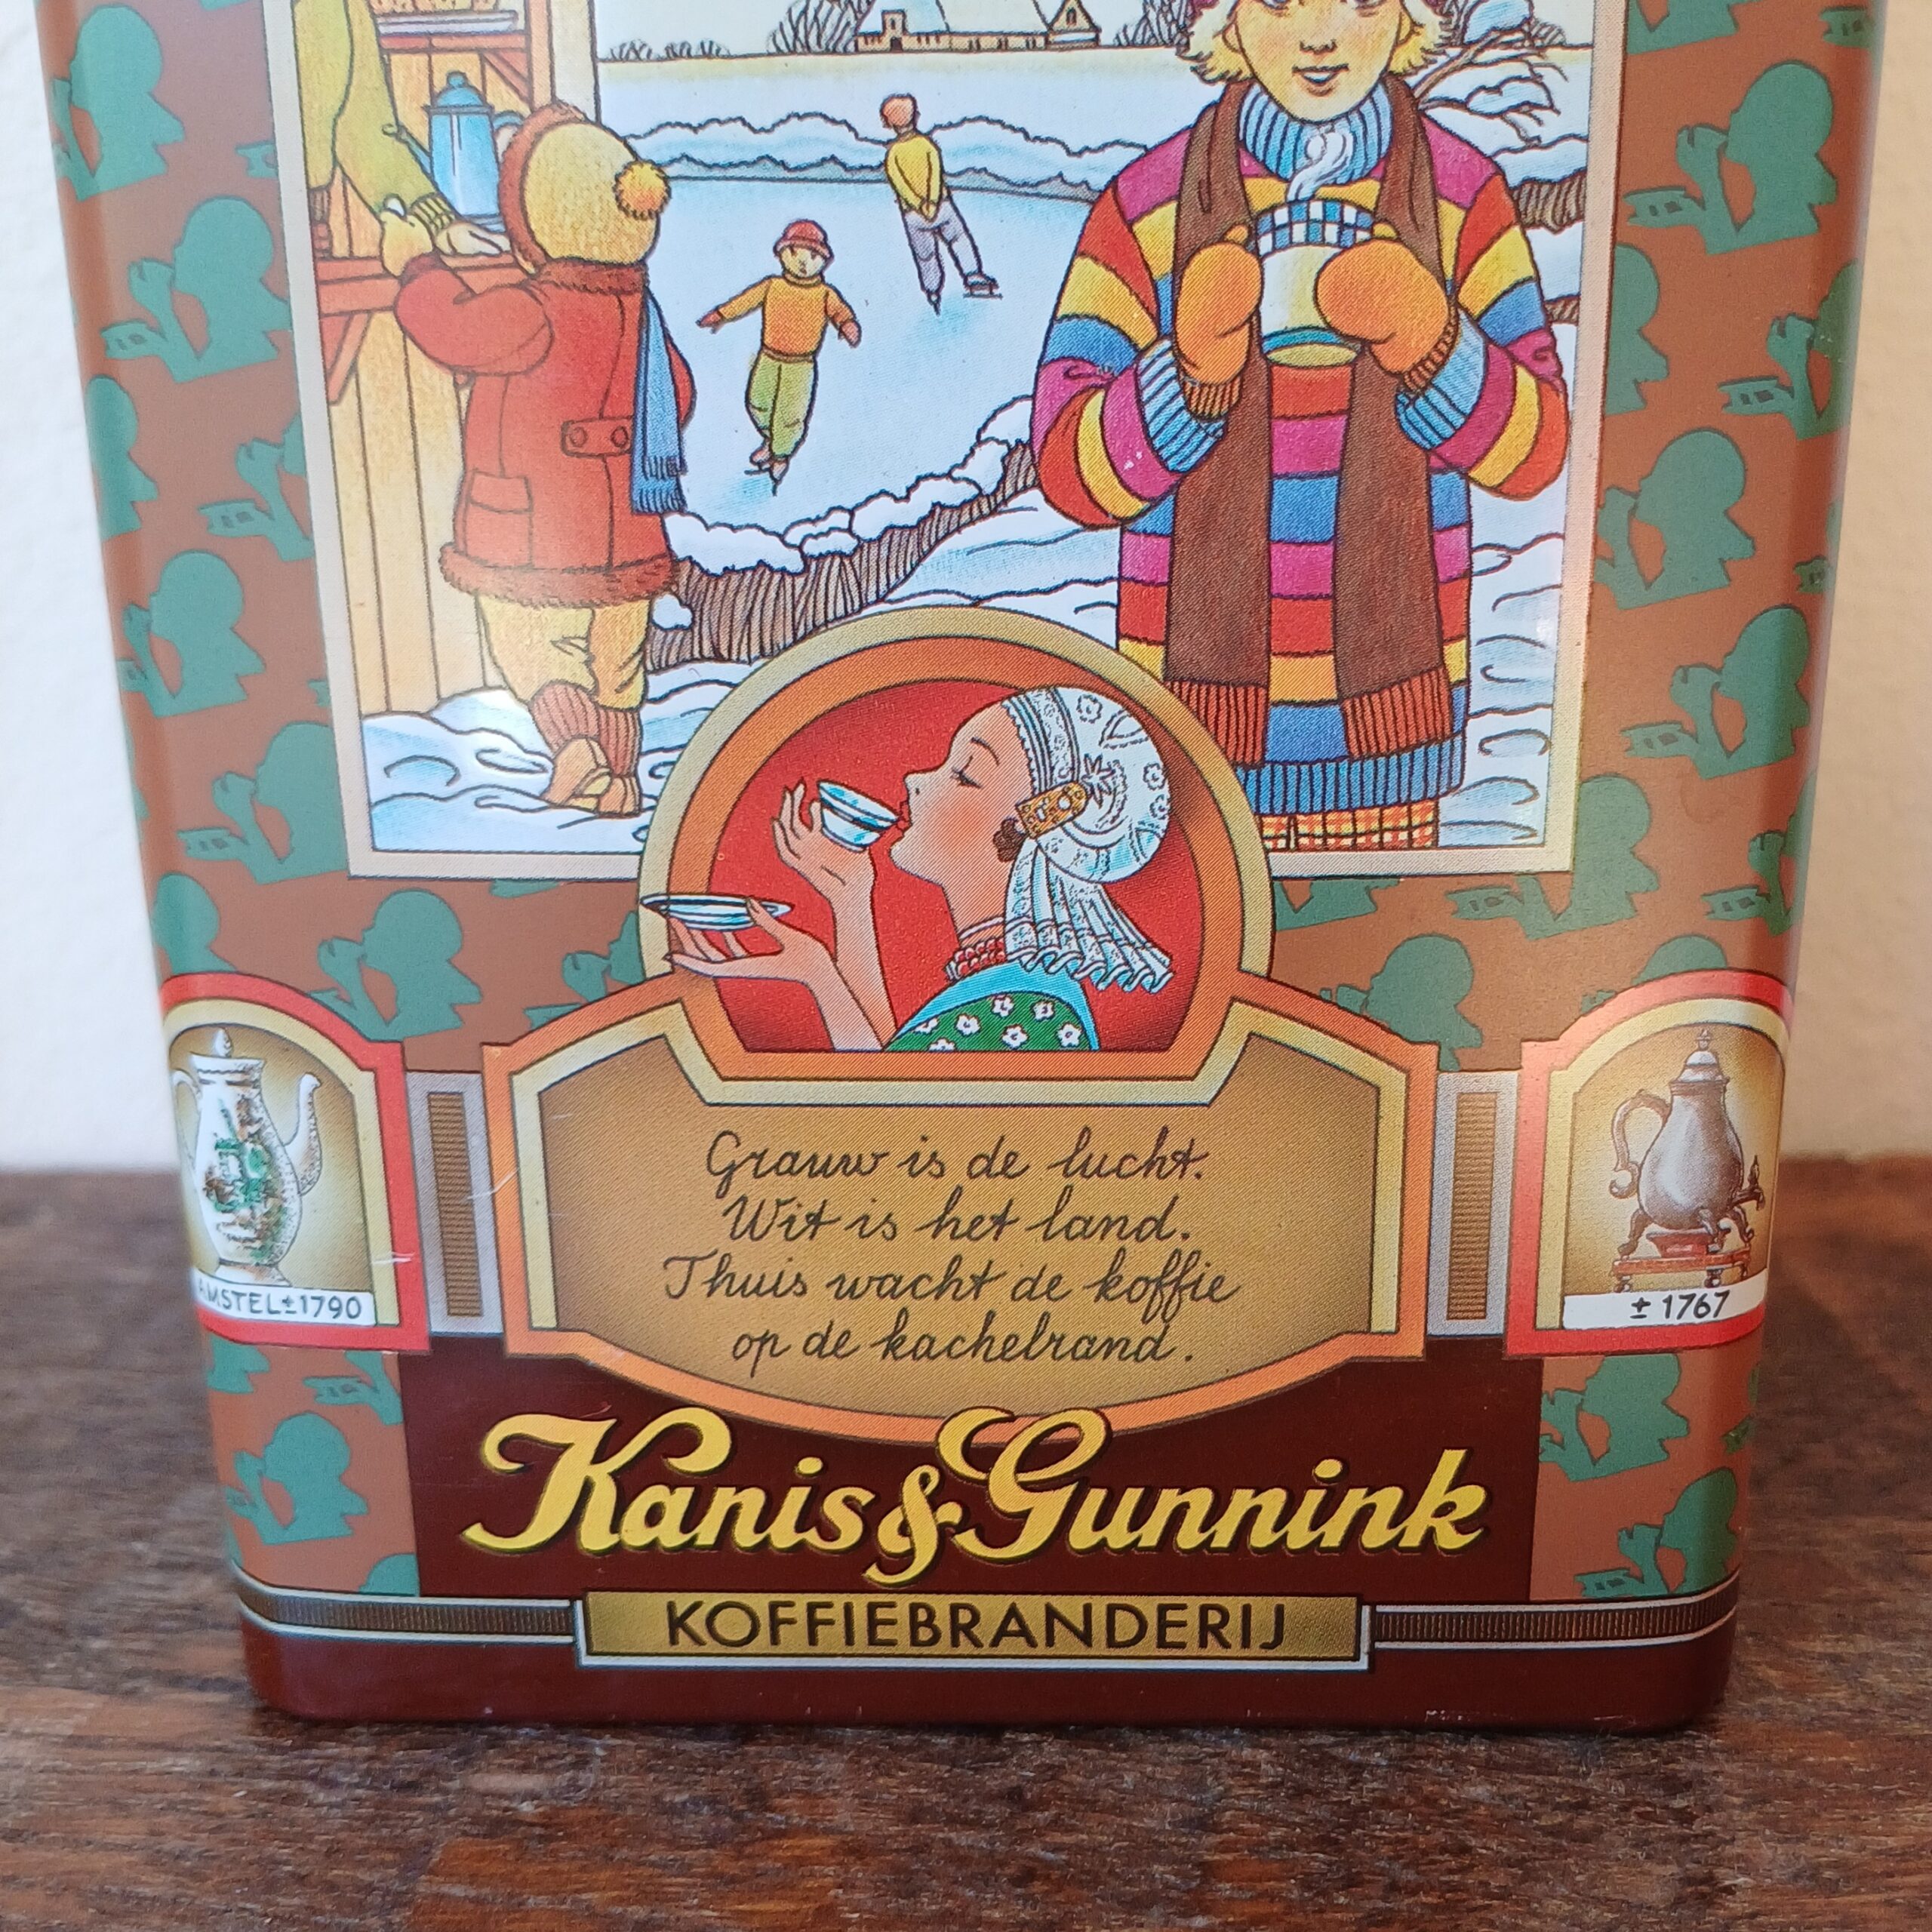 Grauw is de lucht.
Wit is het land.
Thuis wacht de koffie
op de kachelrand.
AMSTEL ± 1790
± 1767
Kanis & Gunnink
KOFFIEBRANDERIJ